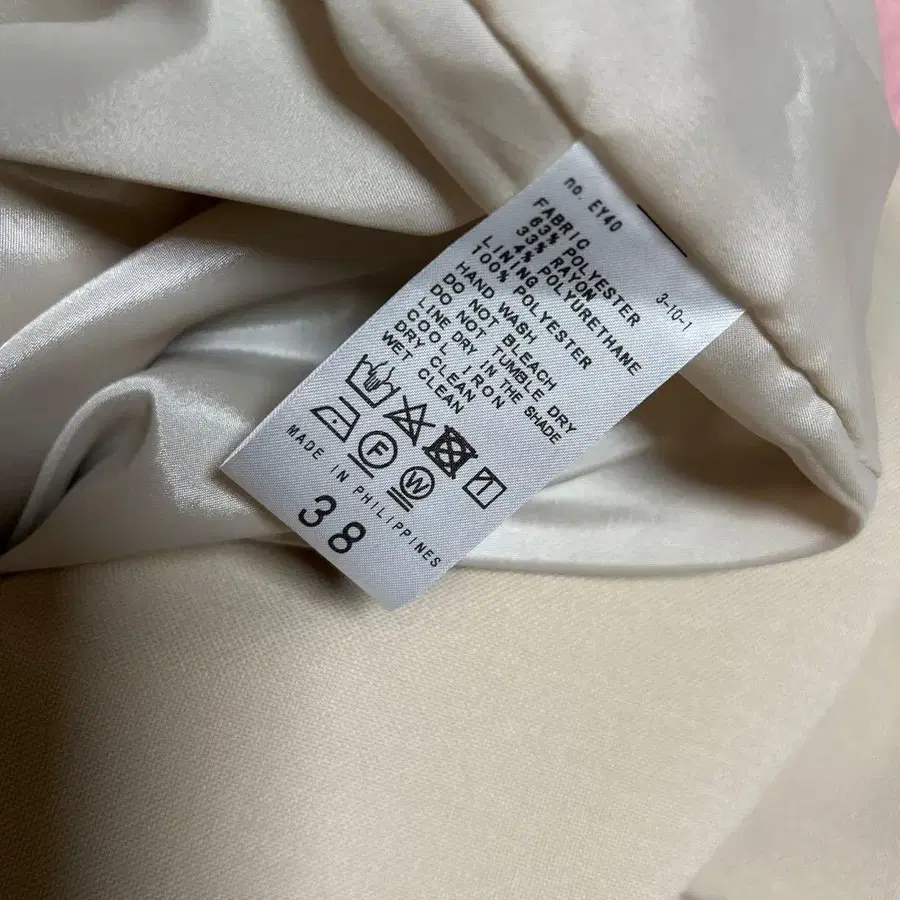 no. EY40
3-10-1
FABRIC
63% POLYESTER
33% RAYON
4% POLYURETHANE
LINING
100% POLYESTER
HAND WASH
DO NOT BLEACH
DO NOT TUMBLE DRY
LINE DRY IN THE SHADE
COOL IRON
DRY CLEAN
WET CLEAN
F
W
MADE IN PHILIPPINES
38